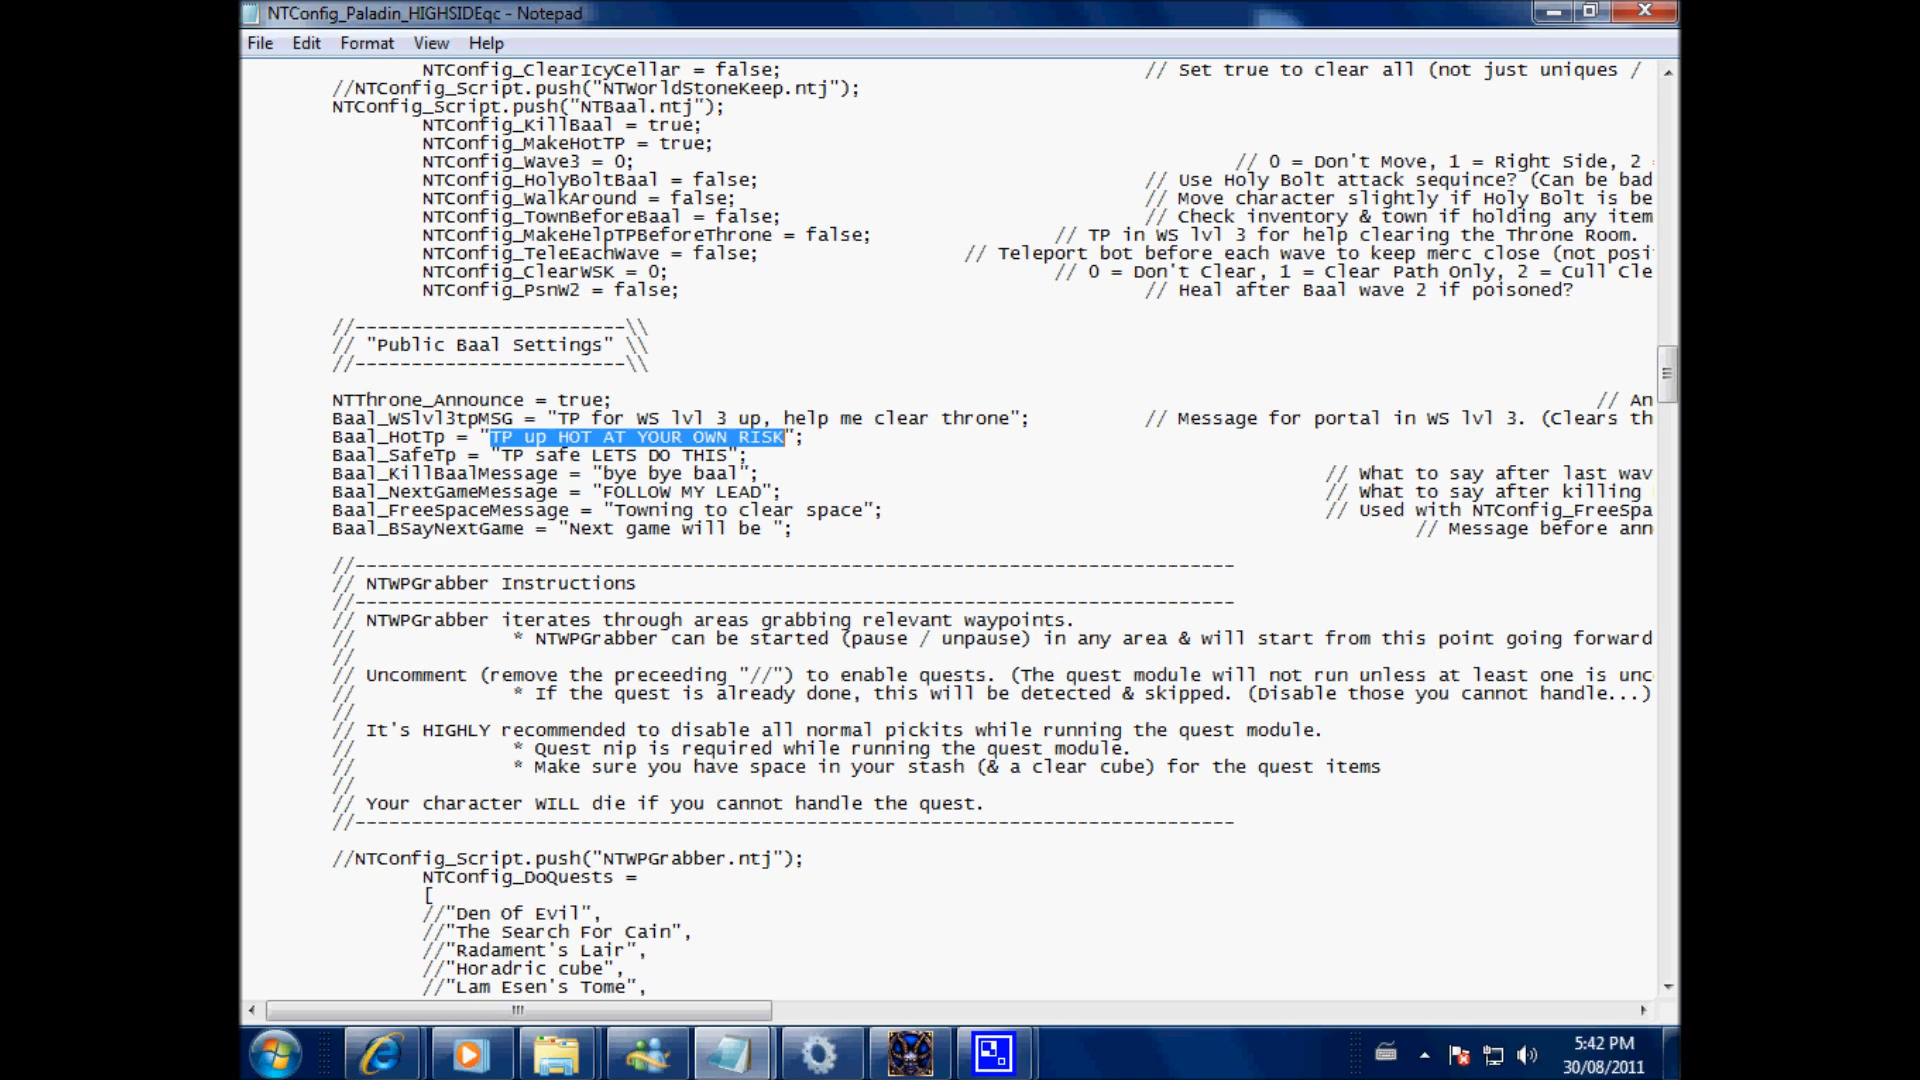 NTConfig_Paladin_HIGHSIDEqc - Notepad
File Edit Format View Help
NTConfig_ClearIcyCellar = false; // Set true to clear all (not just uniques /
//NTConfig_Script.push("NTWorldStoneKeep.ntj");
NTConfig_Script.push("NTBaal.ntj");
NTConfig_KillBaal = true;
NTConfig_MakeHotTP = true;
NTConfig_Wave3 = 0; // 0 = Don't Move, 1 = Right Side, 2
NTConfig_HolyBoltBaal = false; // Use Holy Bolt attack sequince? (Can be bad
NTConfig_WalkAround = false; // Move character slightly if Holy Bolt is be
NTConfig_TownBeforeBaal = false; // Check inventory & town if holding any item
NTConfig_MakeHelpTPBeforeThrone = false; // TP in WS lvl 3 for help clearing the Throne Room.
NTConfig_TeleEachWave = false; // Teleport bot before each wave to keep merc close (not posi
NTConfig_ClearWSK = 0; // 0 = Don't Clear, 1 = Clear Path Only, 2 = Cull Cle
NTConfig_PsnW2 = false; // Heal after Baal wave 2 if poisoned?
//------------------------\\
// "Public Baal Settings" \\
//------------------------\\
NTThrone_Announce = true; // An
Baal_WSlvl3tpMSG = "TP for WS lvl 3 up, help me clear throne"; // Message for portal in WS lvl 3. (Clears th
Baal_HotTp = "TP up HOT AT YOUR OWN RISK";
Baal_SafeTp = "TP safe LETS DO THIS";
Baal_KillBaalMessage = "bye bye baal"; // What to say after last wav
Baal_NextGameMessage = "FOLLOW MY LEAD"; // What to say after killing
Baal_FreeSpaceMessage = "Towning to clear space"; // Used with NTConfig_FreeSpa
Baal_BSayNextGame = "Next game will be "; // Message before ann
//------------------------------------------------------------------------------
// NTWPGrabber Instructions
//------------------------------------------------------------------------------
// NTWPGrabber iterates through areas grabbing relevant waypoints.
// * NTWPGrabber can be started (pause / unpause) in any area & will start from this point going forward
//
// Uncomment (remove the preceeding "//") to enable quests. (The quest module will not run unless at least one is unc
// * If the quest is already done, this will be detected & skipped. (Disable those you cannot handle...)
//
// It's HIGHLY recommended to disable all normal pickits while running the quest module.
// * Quest nip is required while running the quest module.
// * Make sure you have space in your stash (& a clear cube) for the quest items
//
// Your character WILL die if you cannot handle the quest.
//------------------------------------------------------------------------------
//NTConfig_Script.push("NTWPGrabber.ntj");
NTConfig_DoQuests =
[
//"Den Of Evil",
//"The Search For Cain",
//"Radament's Lair",
//"Horadric cube",
//"Lam Esen's Tome",
5:42 PM
30/08/2011